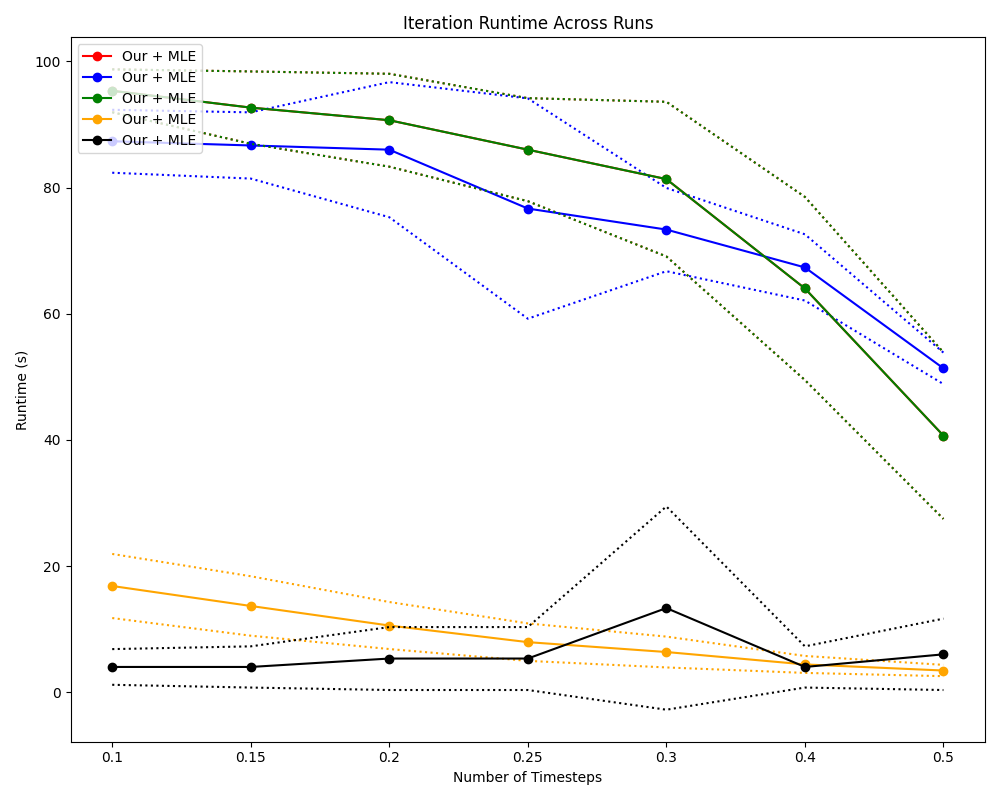 Iteration Runtime Across Runs
Our + MLE
Our + MLE
Our + MLE
Our + MLE
Our + MLE
Runtime (s)
100
80
60
40
20
0
0.1 0.15 0.2 0.25 0.3 0.4 0.5
Number of Timesteps